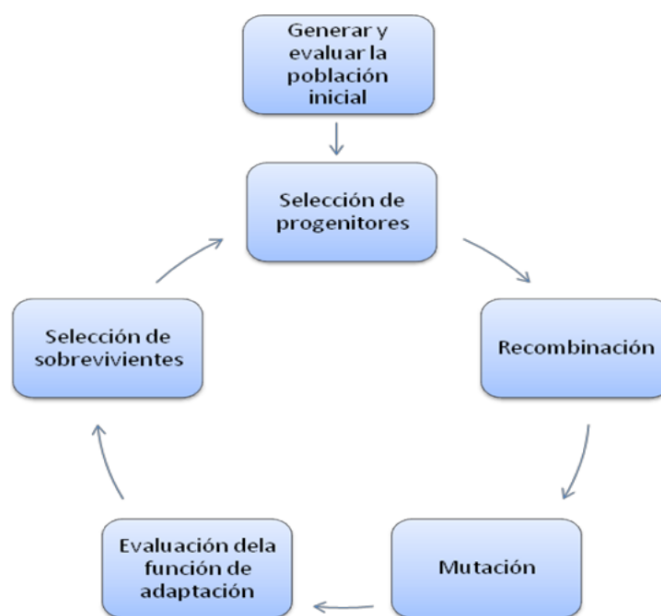 Generar y
evaluar la
población
inicial
Selección de
progenitores
Recombinación
Mutación
Evaluación dela
función de
adaptación
Selección de
sobrevivientes